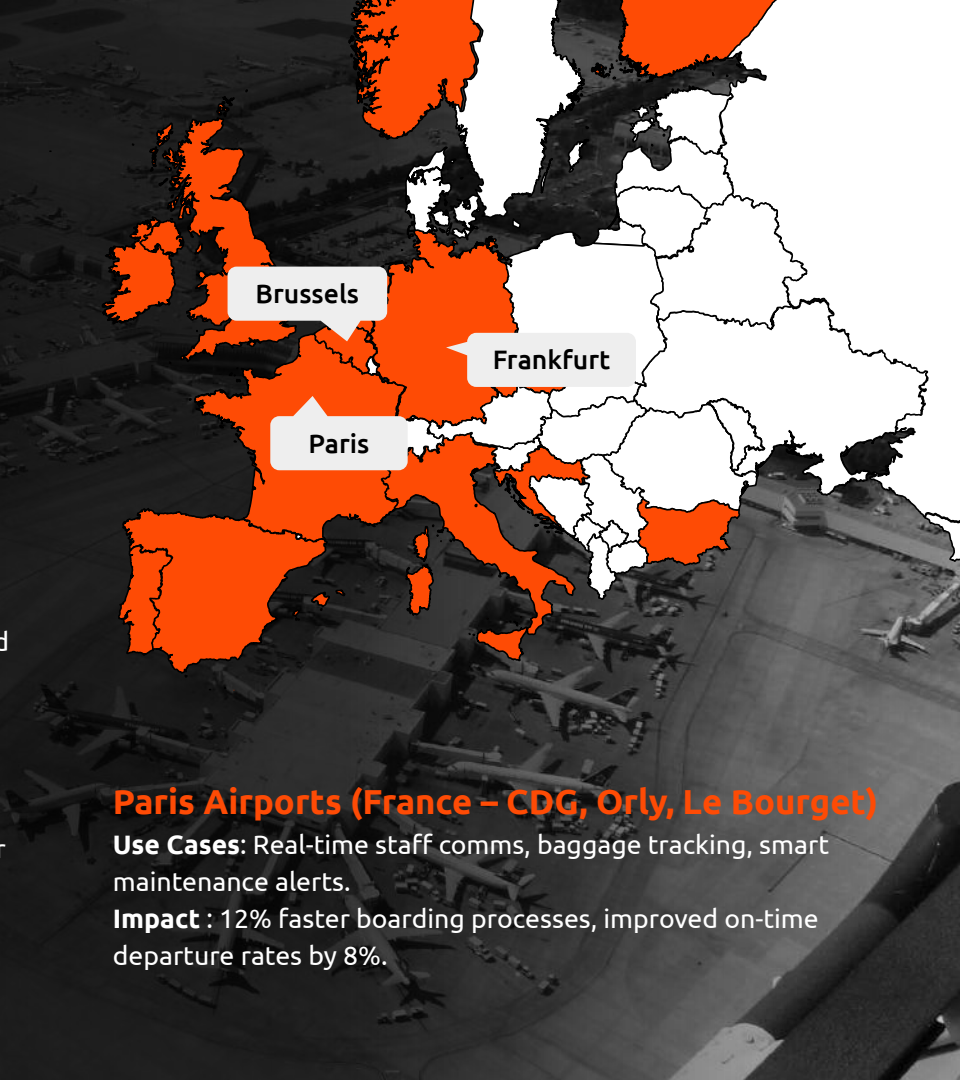 Brussels
Frankfurt
Paris
d
r
Paris Airports (France – CDG, Orly, Le Bourget)
Use Cases: Real-time staff comms, baggage tracking, smart
maintenance alerts.
Impact : 12% faster boarding processes, improved on-time
departure rates by 8%.